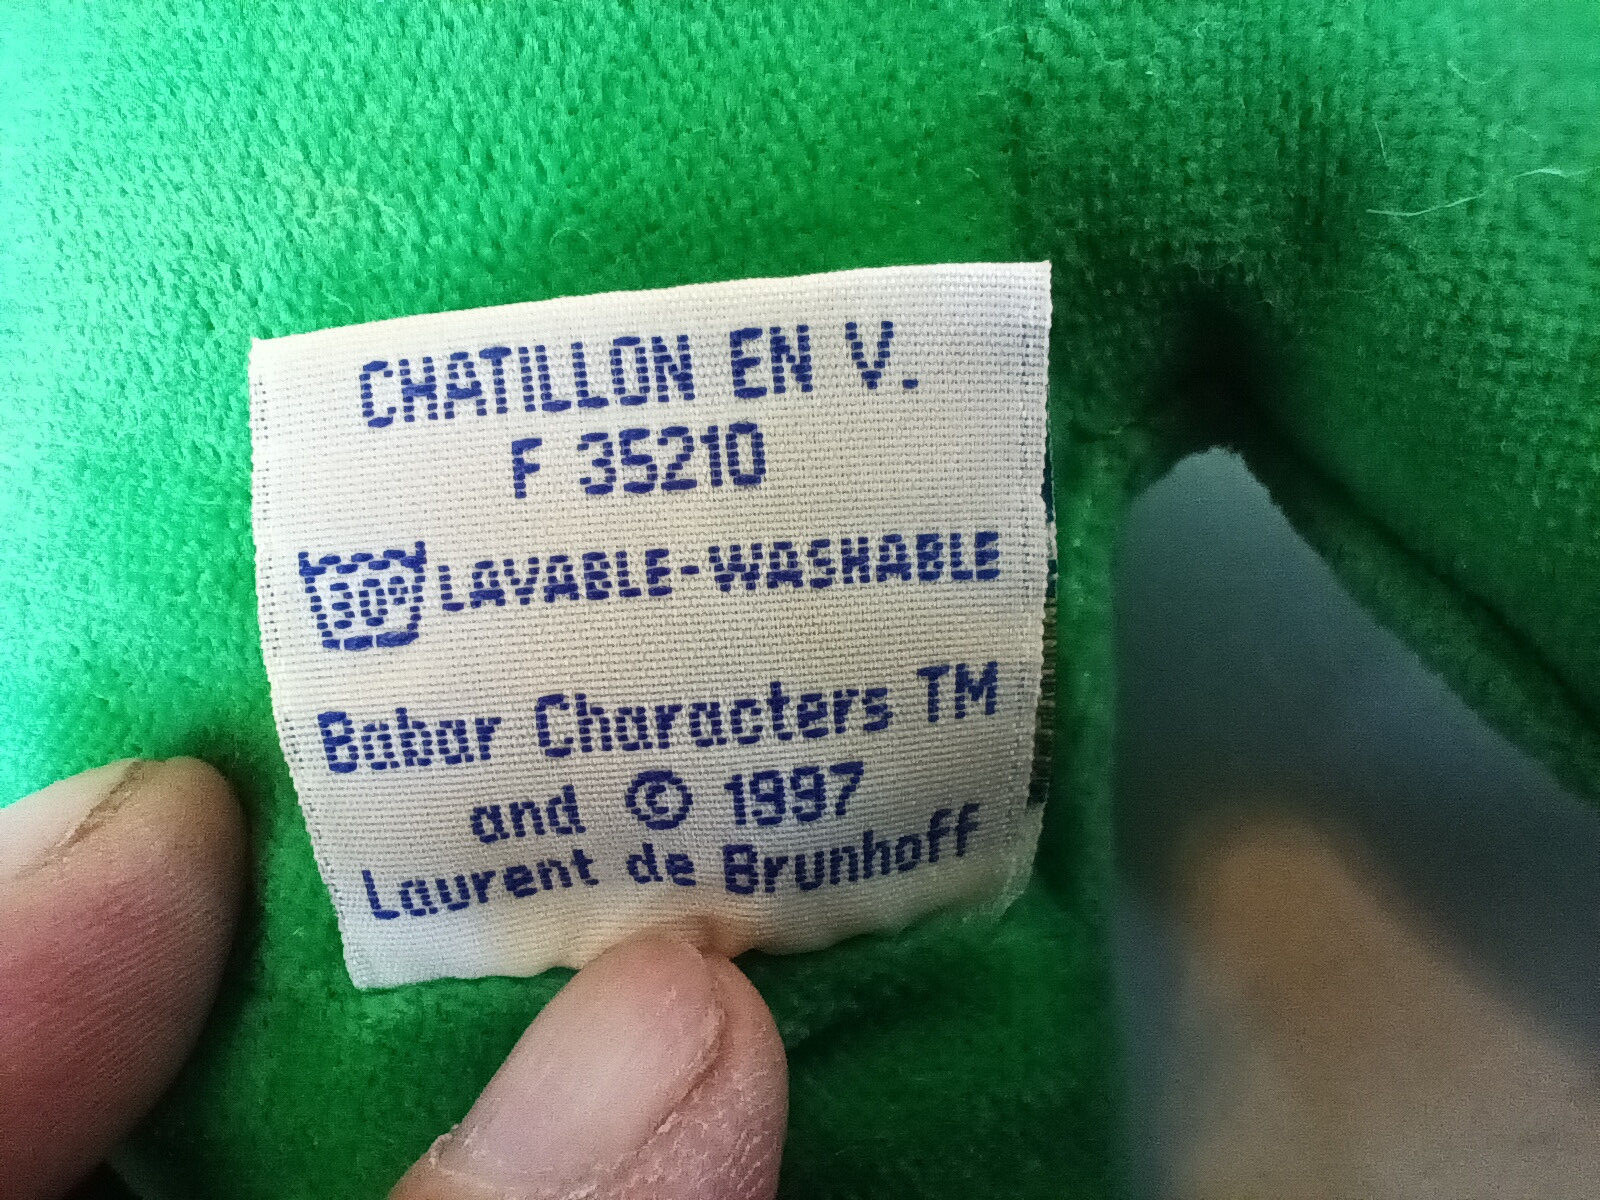 CHATILLON EN V.
F 35210
30° LAVABLE-WASHABLE
Babar Characters TM
and © 1997
Laurent de Brunhoff